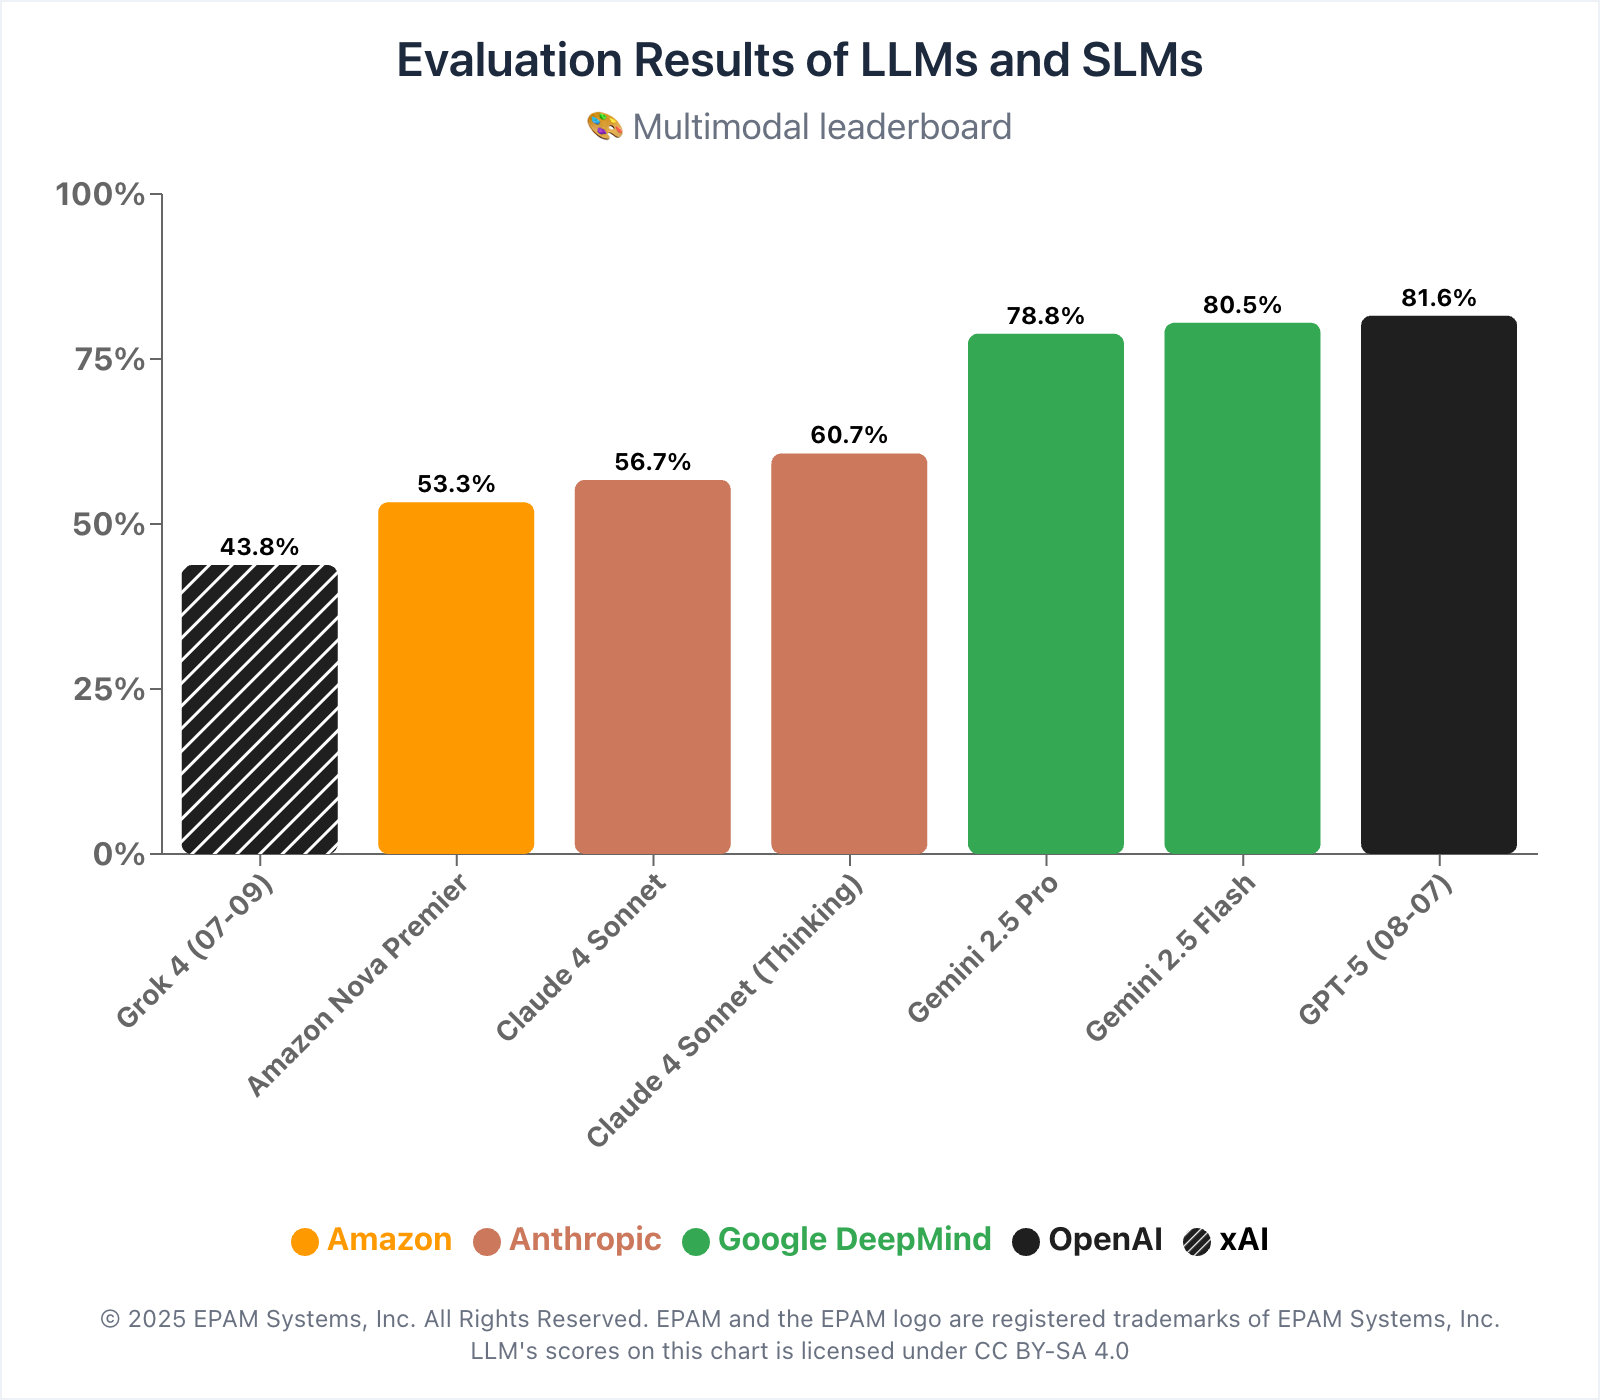 Evaluation Results of LLMs and SLMs
🎨 Multimodal leaderboard
100%
75%
50%
25%
0%
43.8%
53.3%
56.7%
60.7%
78.8%
80.5%
81.6%
Grok 4 (07-09)
Amazon Nova Premier
Claude 4 Sonnet
Claude 4 Sonnet (Thinking)
Gemini 2.5 Pro
Gemini 2.5 Flash
GPT-5 (08-07)
Amazon Anthropic Google DeepMind OpenAI xAI
© 2025 EPAM Systems, Inc. All Rights Reserved. EPAM and the EPAM logo are registered trademarks of EPAM Systems, Inc.
LLM's scores on this chart is licensed under CC BY-SA 4.0